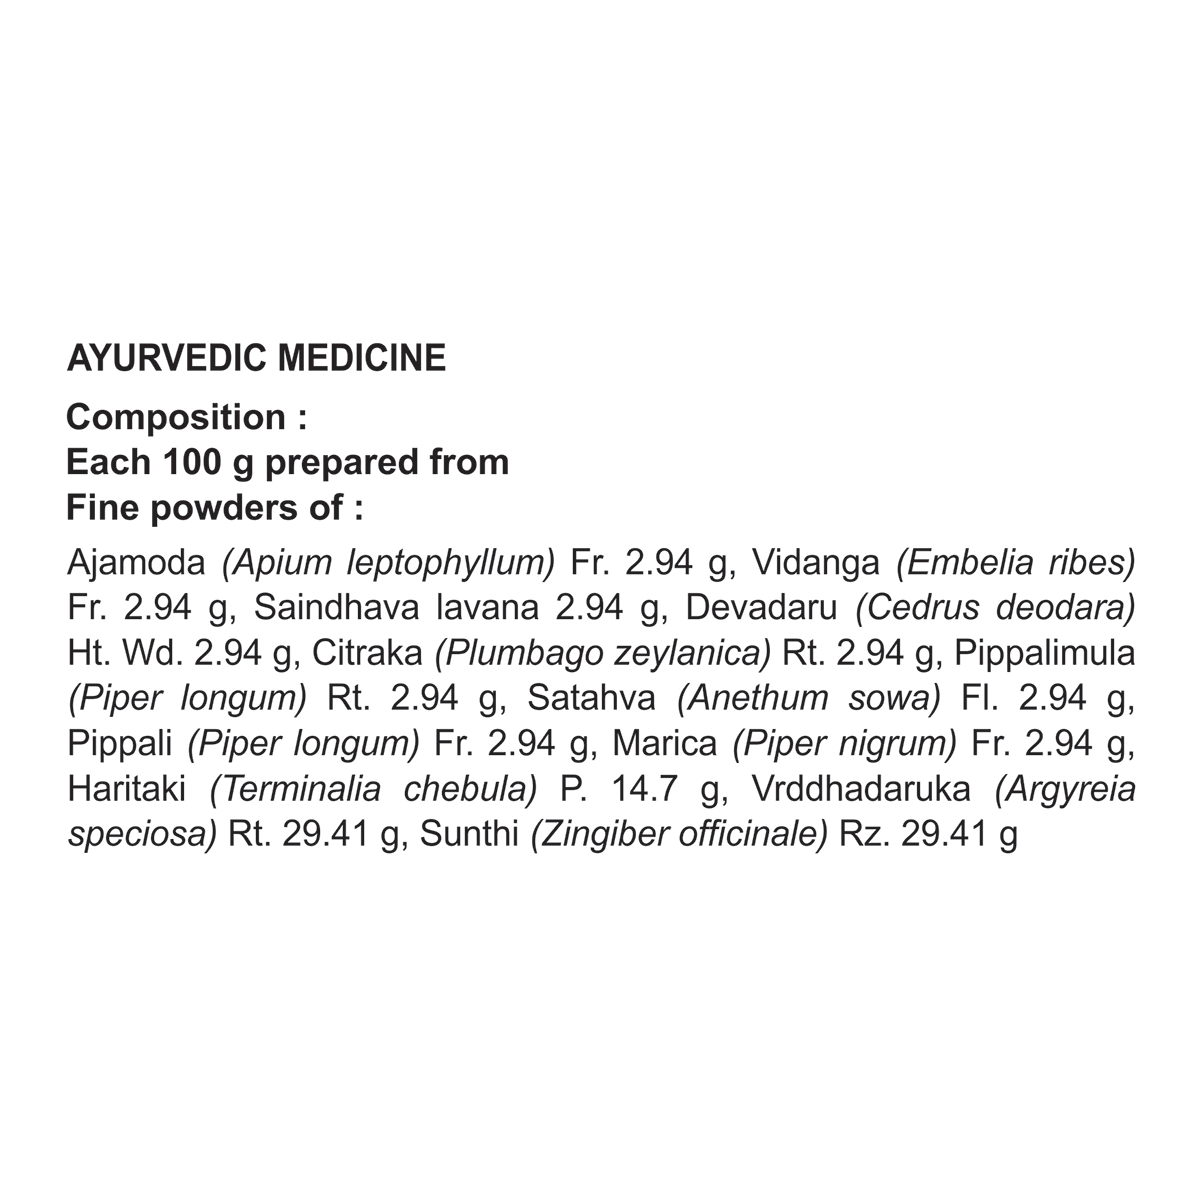 AYURVEDIC MEDICINE
Composition :
Each 100 g prepared from
Fine powders of :
Ajamoda (Apium leptophyllum) Fr. 2.94 g, Vidanga (Embelia ribes)
Fr. 2.94 g, Saindhava lavana 2.94 g, Devadaru (Cedrus deodara)
Ht. Wd. 2.94 g, Citraka (Plumbago zeylanica) Rt. 2.94 g, Pippalimula
(Piper longum) Rt. 2.94 g, Satahva (Anethum sowa) Fl. 2.94 g,
Pippali (Piper longum) Fr. 2.94 g, Marica (Piper nigrum) Fr. 2.94 g,
Haritaki (Terminalia chebula) P. 14.7 g, Vrddhadaruka (Argyreia
speciosa) Rt. 29.41 g, Sunthi (Zingiber officinale) Rz. 29.41 g